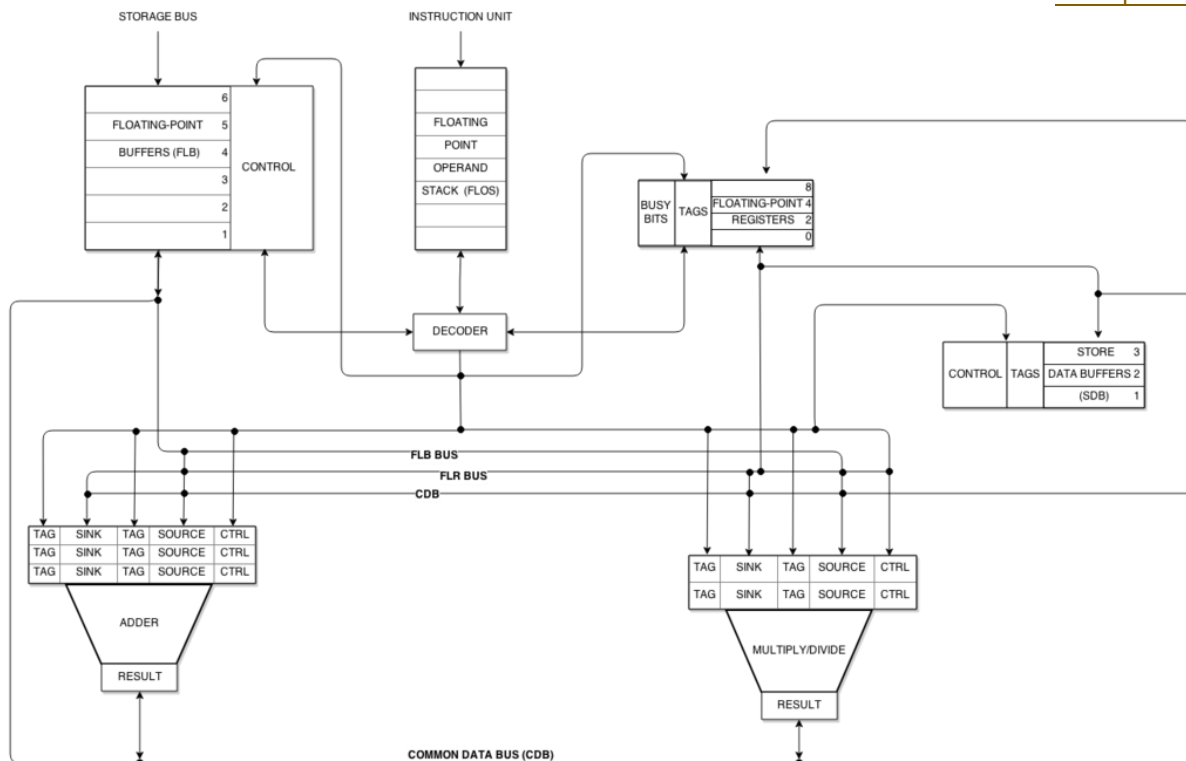 STORAGE BUS
INSTRUCTION UNIT
6
FLOATING-POINT 5
BUFFERS (FLB) 4
3
2
1
CONTROL
FLOATING
POINT
OPERAND
STACK (FLOS)
BUSY
BITS
TAGS
8
FLOATING-POINT 4
REGISTERS 2
0
DECODER
CONTROL
TAGS
STORE 3
DATA BUFFERS 2
(SDB) 1
FLB BUS
FLR BUS
CDB
TAG SINK TAG SOURCE CTRL
TAG SINK TAG SOURCE CTRL
TAG SINK TAG SOURCE CTRL
ADDER
RESULT
TAG SINK TAG SOURCE CTRL
TAG SINK TAG SOURCE CTRL
MULTIPLY/DIVIDE
RESULT
COMMON DATA BUS (CDB)